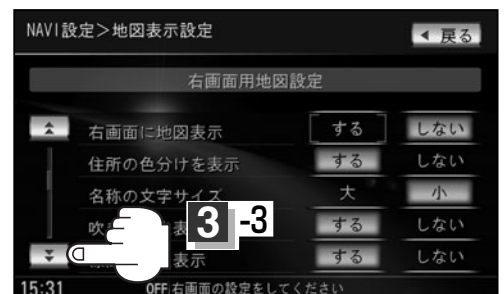 NAVI設定>地図表示設定
戻る
右画面用地図設定
右画面に地図表示 する しない
住所の色分けを表示 する しない
名称の文字サイズ 大 小
吹 表 する しない
3-3
表示 する しない
15:31 OFF:右画面の設定をしてください